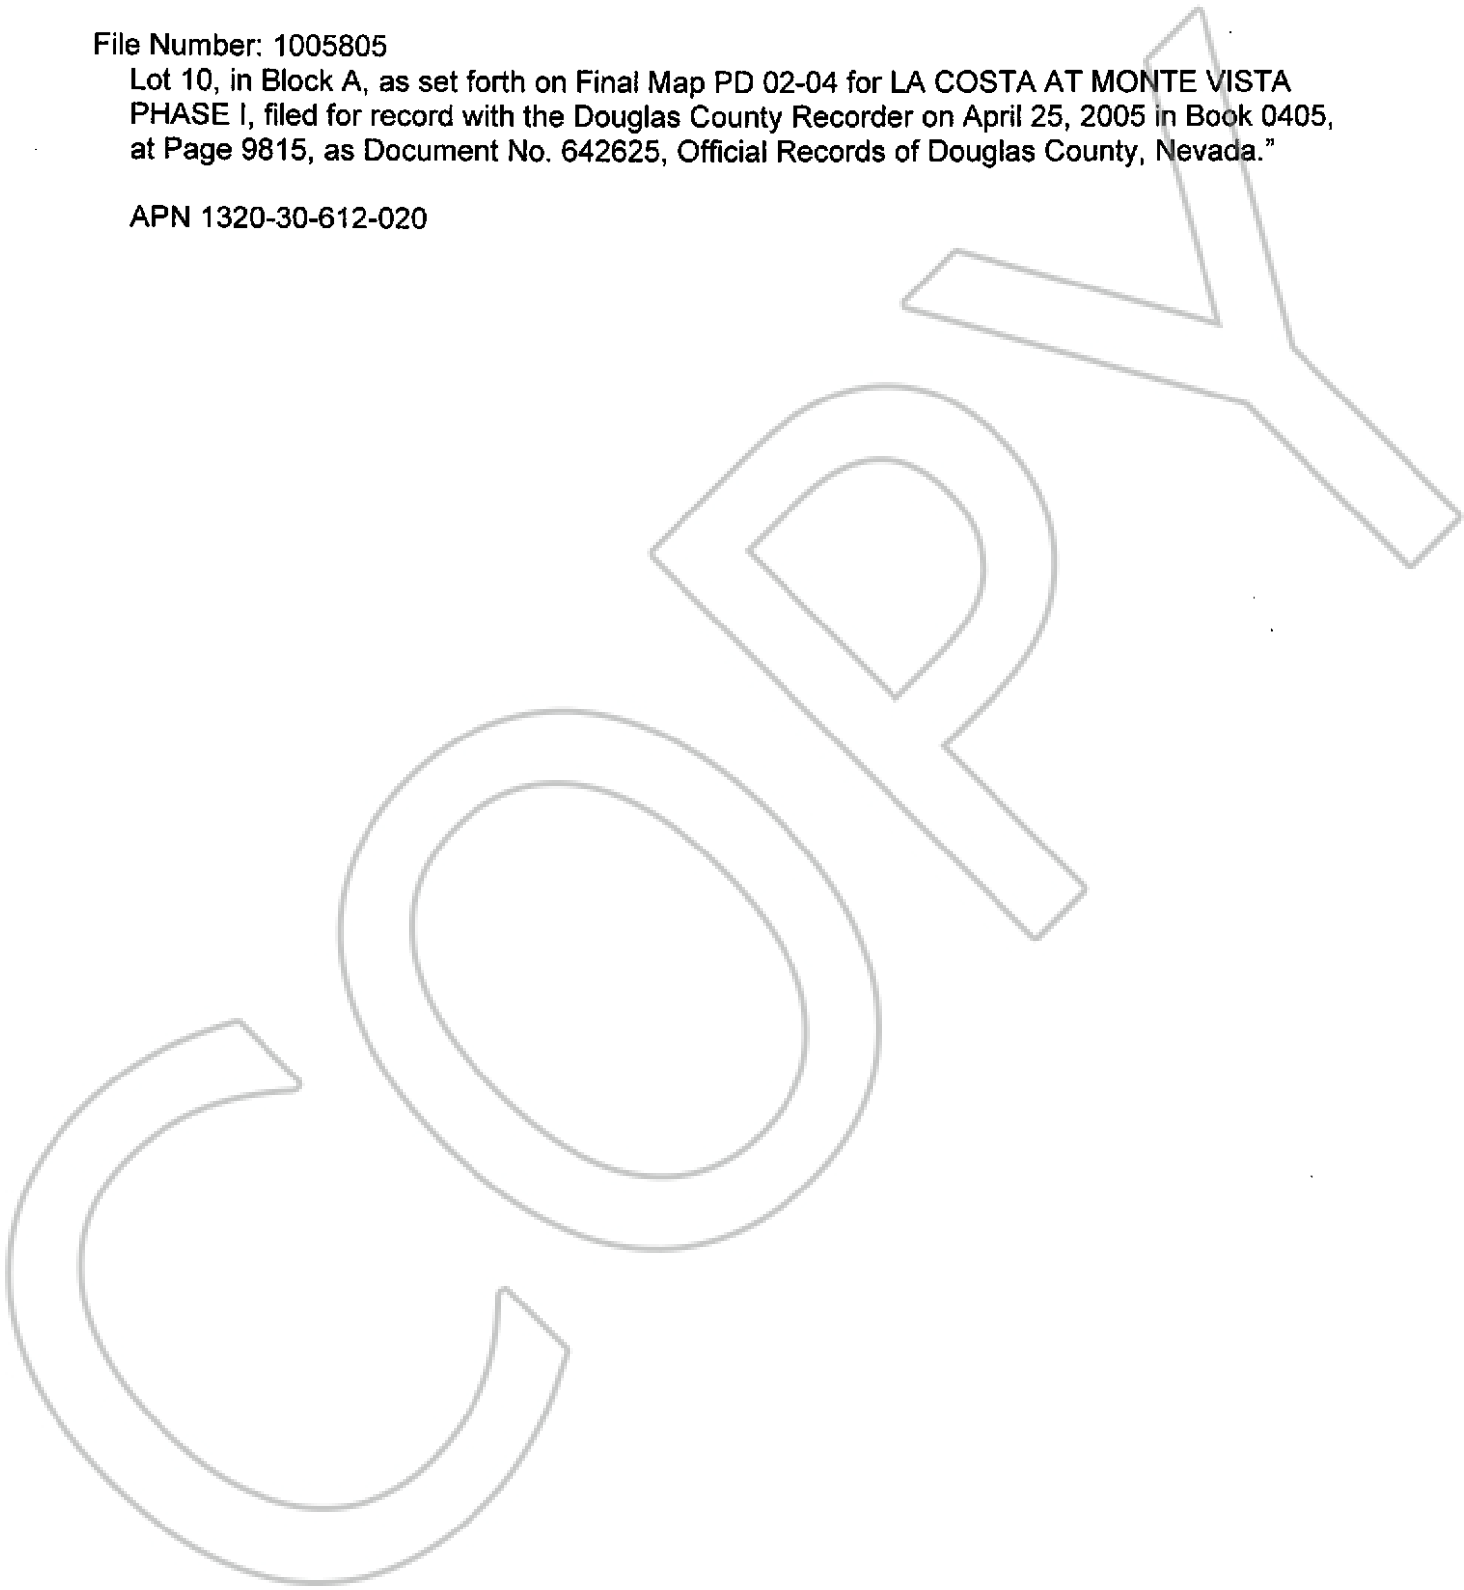 File Number: 1005805
Lot 10, in Block A, as set forth on Final Map PD 02-04 for LA COSTA AT MONTE VISTA
PHASE I, filed for record with the Douglas County Recorder on April 25, 2005 in Book 0405,
at Page 9815, as Document No. 642625, Official Records of Douglas County, Nevada.”
APN 1320-30-612-020
COPY